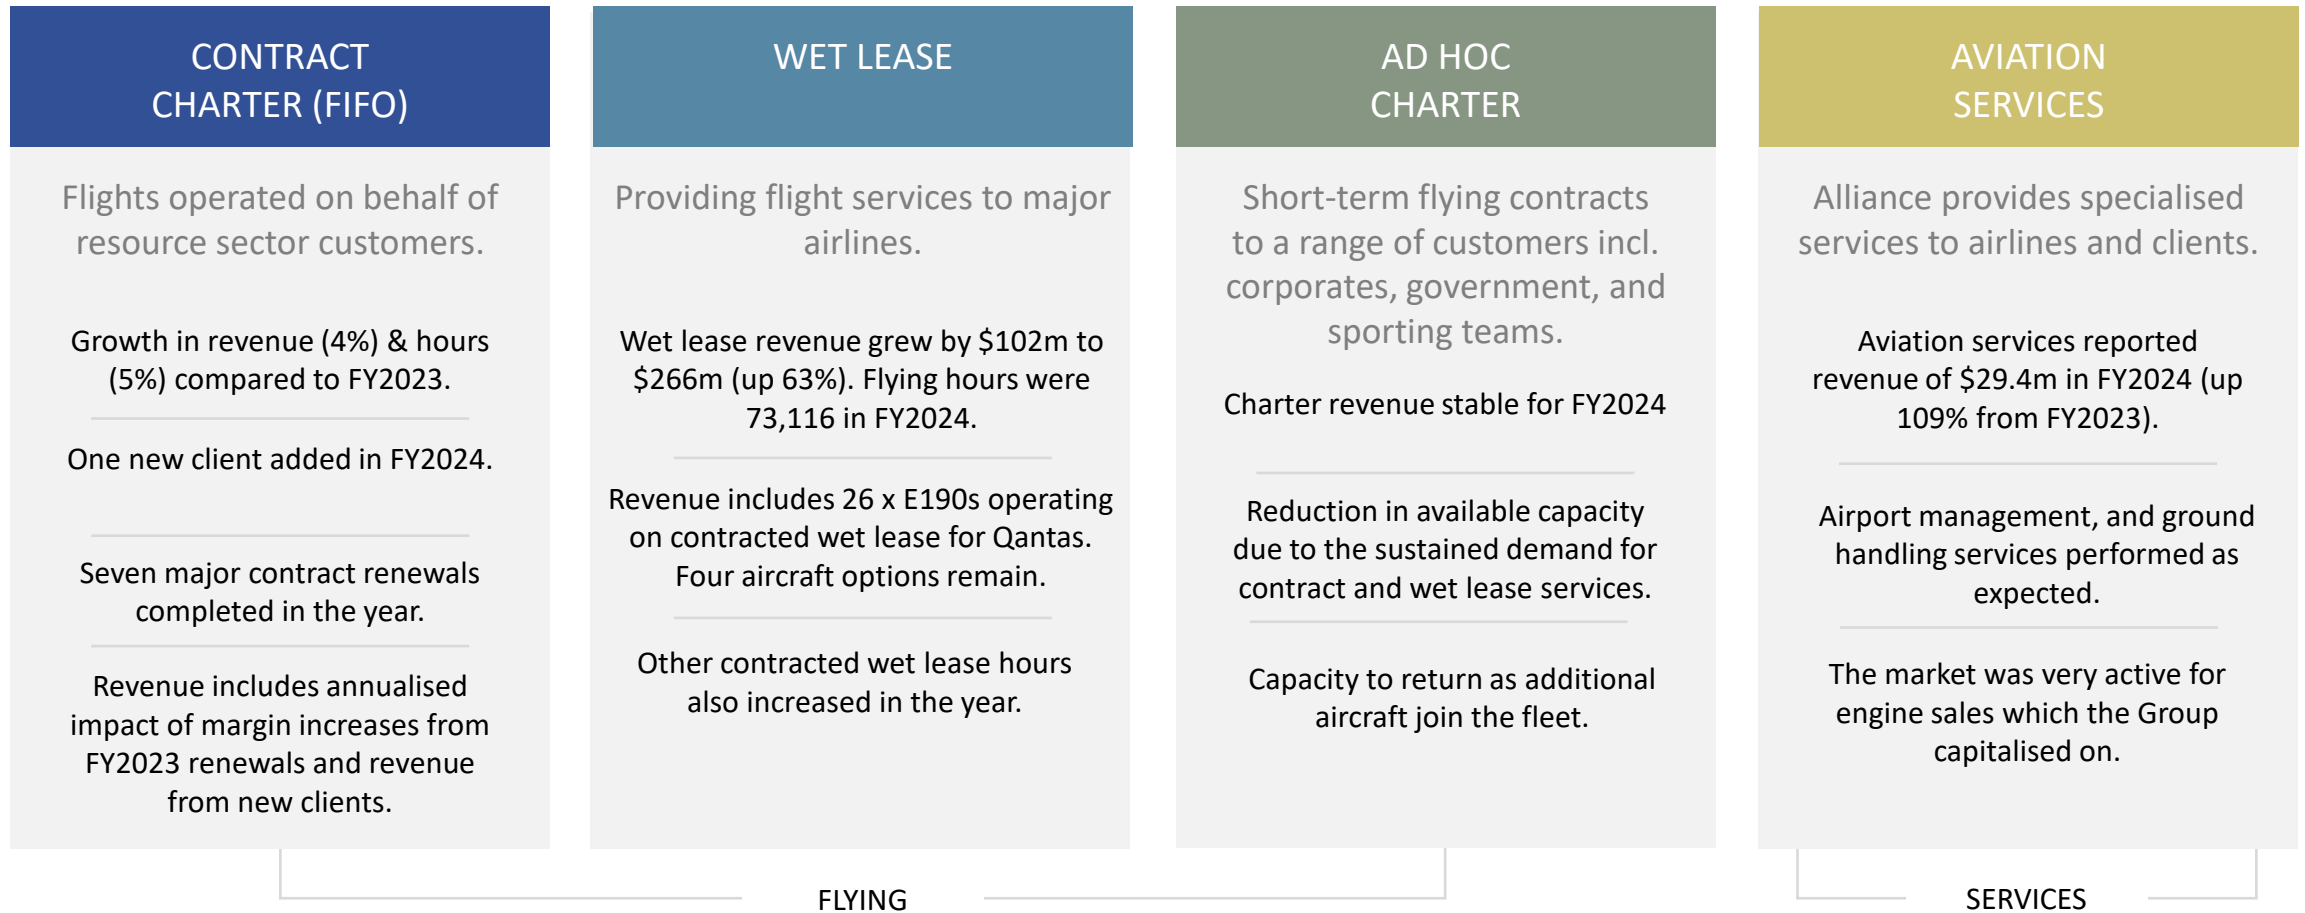 CONTRACT
CHARTER (FIFO)
Flights operated on behalf of
resource sector customers.
Growth in revenue (4%) & hours
(5%) compared to FY2023.
One new client added in FY2024.
Seven major contract renewals
completed in the year.
Revenue includes annualised
impact of margin increases from
FY2023 renewals and revenue
from new clients.
WET LEASE
Providing flight services to major
airlines.
Wet lease revenue grew by $102m to
$266m (up 63%). Flying hours were
73,116 in FY2024.
Revenue includes 26 x E190s operating
on contracted wet lease for Qantas.
Four aircraft options remain.
Other contracted wet lease hours
also increased in the year.
AD HOC
CHARTER
Short-term flying contracts
to a range of customers incl.
corporates, government, and
sporting teams.
Charter revenue stable for FY2024
Reduction in available capacity
due to the sustained demand for
contract and wet lease services.
Capacity to return as additional
aircraft join the fleet.
AVIATION
SERVICES
Alliance provides specialised
services to airlines and clients.
Aviation services reported
revenue of $29.4m in FY2024 (up
109% from FY2023).
Airport management, and ground
handling services performed as
expected.
The market was very active for
engine sales which the Group
capitalised on.
FLYING
SERVICES